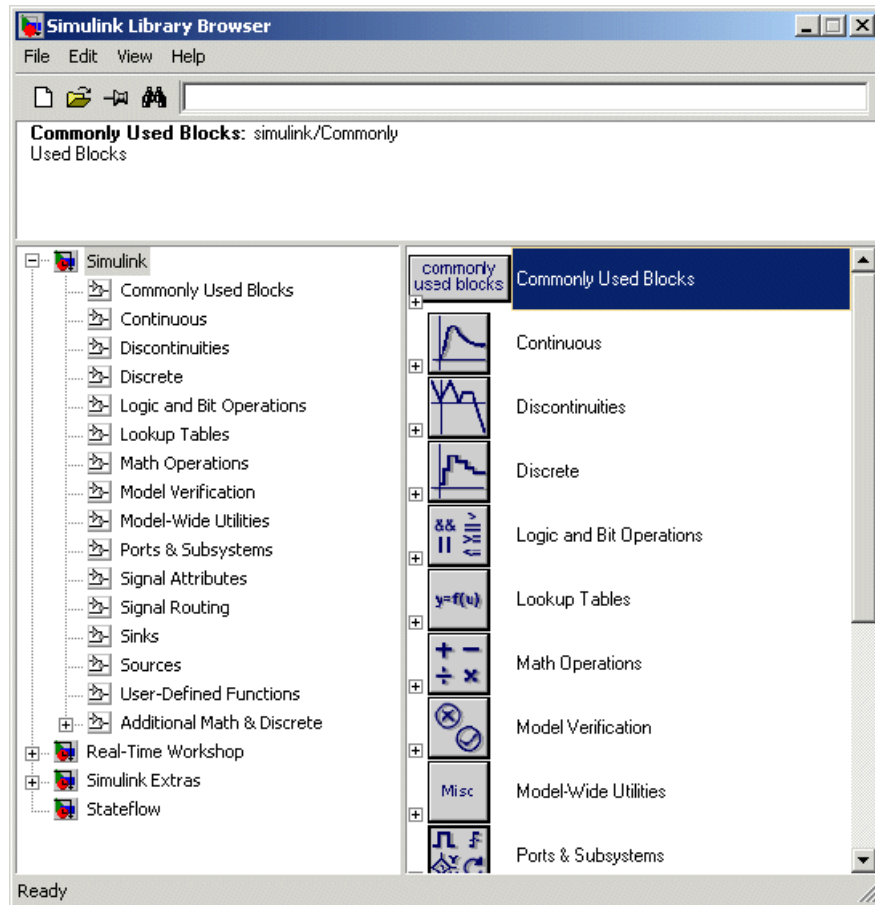 Simulink Library Browser
File Edit View Help
Commonly Used Blocks: simulink/Commonly
Used Blocks
Simulink
Commonly Used Blocks
Continuous
Discontinuities
Discrete
Logic and Bit Operations
Lookup Tables
Math Operations
Model Verification
Model-Wide Utilities
Ports & Subsystems
Signal Attributes
Signal Routing
Sinks
Sources
User-Defined Functions
Additional Math & Discrete
Real-Time Workshop
Simulink Extras
Stateflow
commonly
used blocks
Commonly Used Blocks
Continuous
Discontinuities
Discrete
&& > =
|| >= <=
Logic and Bit Operations
y=f(u)
Lookup Tables
+ −
÷ ×
Math Operations
Model Verification
Misc
Model-Wide Utilities
Ports & Subsystems
Ready